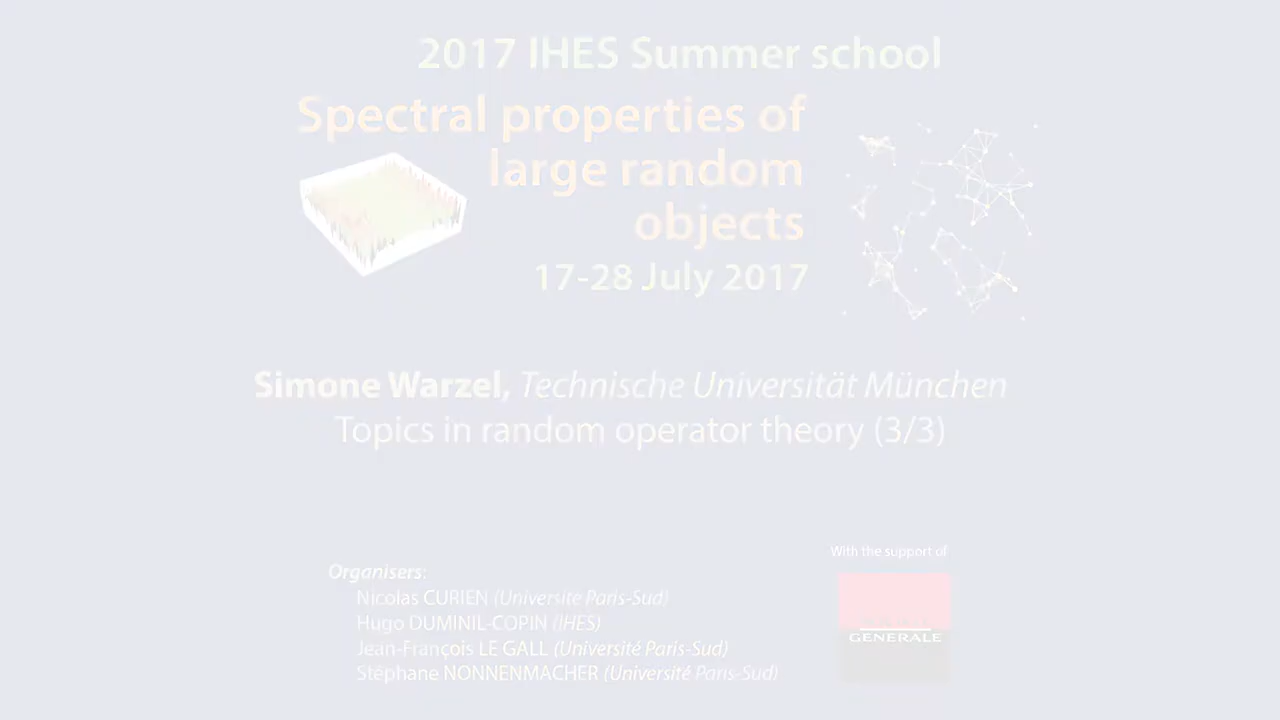 2017 IHES Summer school
Spectral properties of
large random
objects
17-28 July 2017
Simone Warzel, Technische Universität München
Topics in random operator theory (3/3)
With the support of
GENERALE
Organisers:
Nicolas CURIEN (Universite Paris-Sud)
Hugo DUMINIL-COPIN (IHES)
Jean-François LE GALL (Université Paris-Sud)
Stéphane NONNENMACHER (Université Paris-Sud)